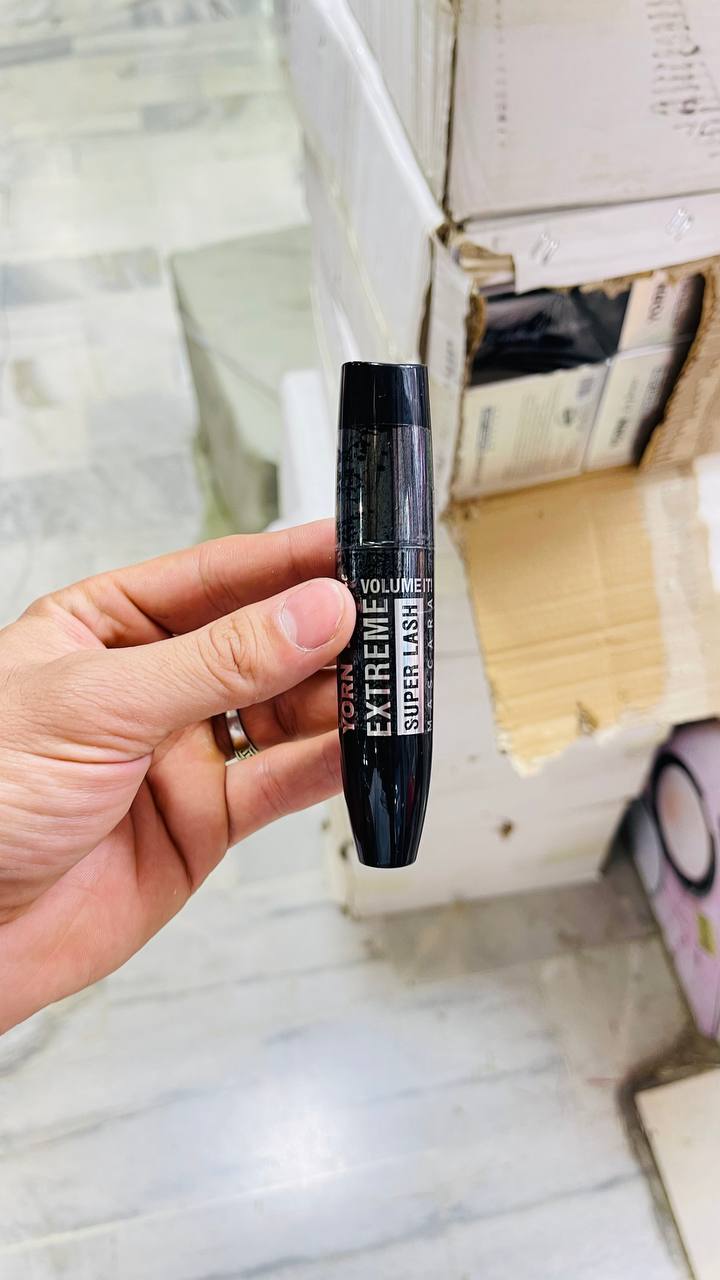 VOLUME IT!
YORN
EXTREME
SUPER LASH
MASCARA